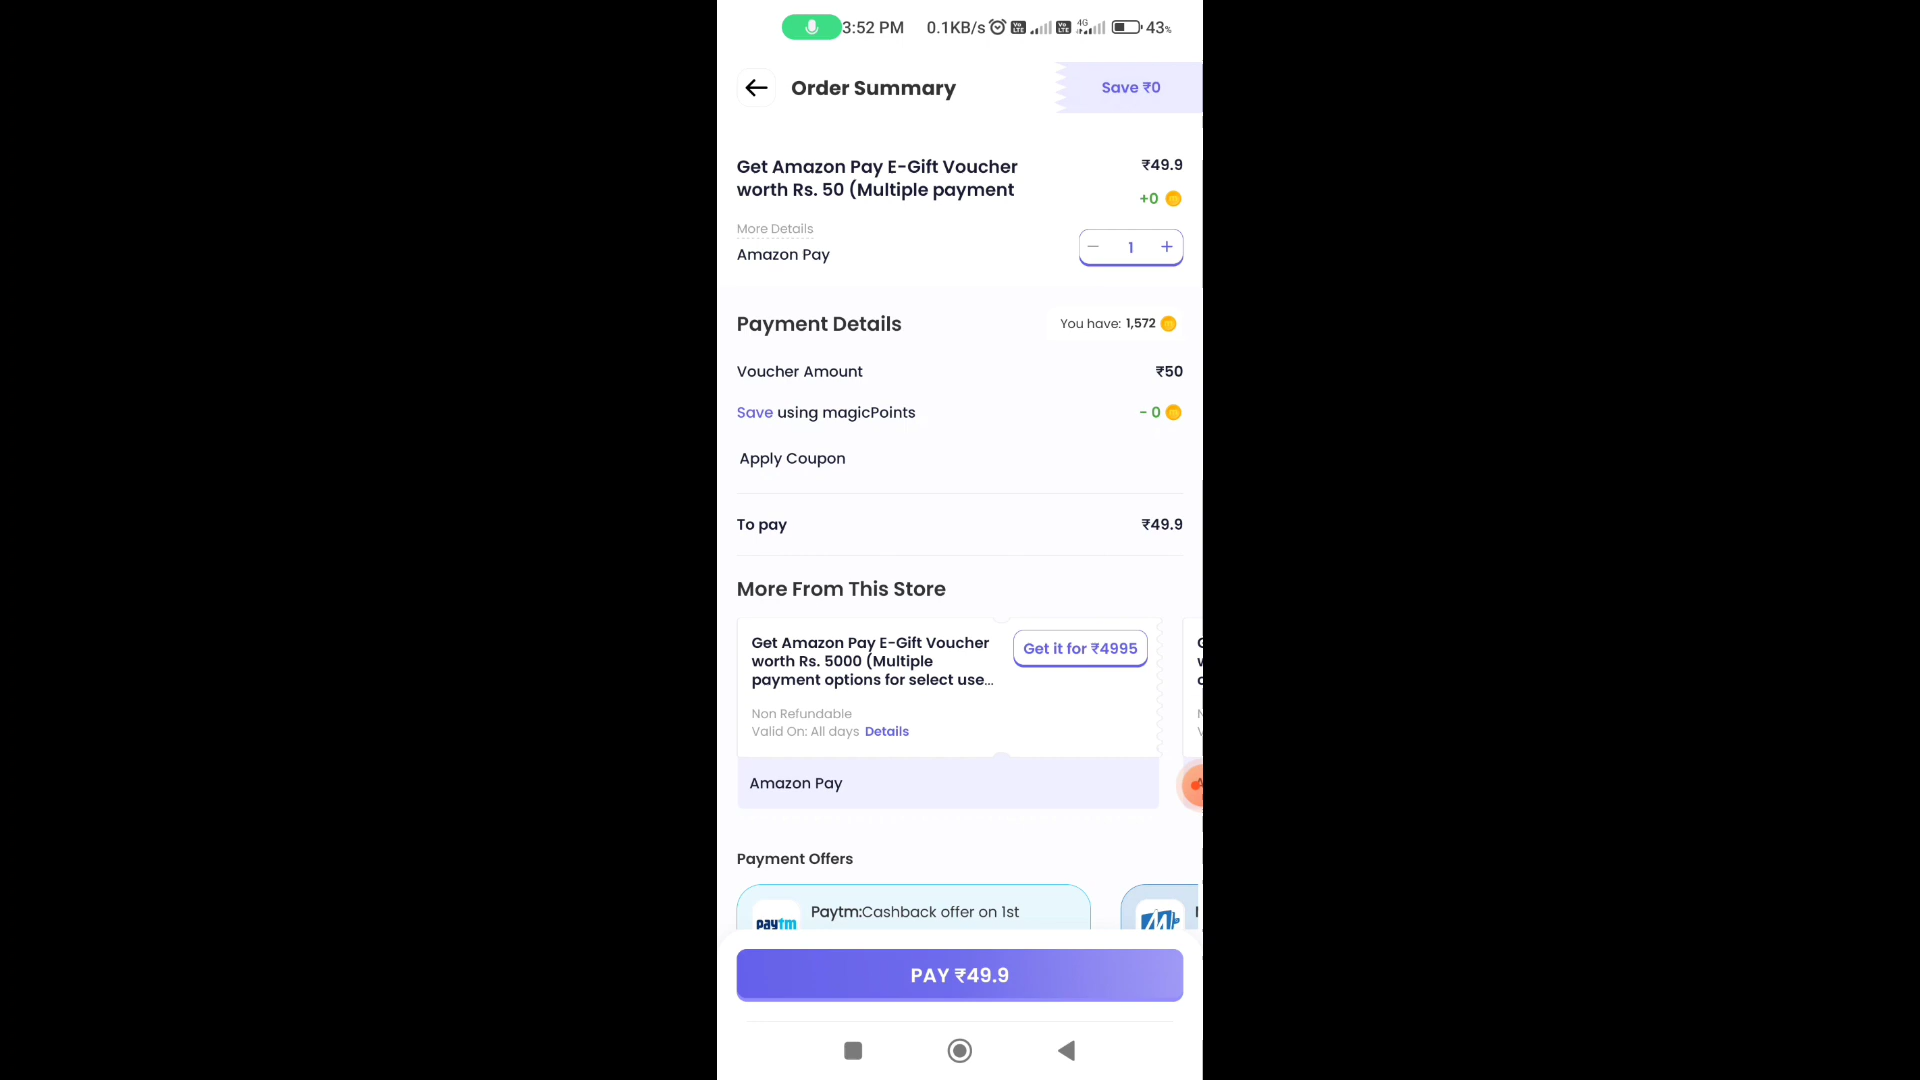 3:52 PM 0.1KB/s 4G 43%
Order Summary
Save ₹0
Get Amazon Pay E-Gift Voucher
worth Rs. 50 (Multiple payment
₹49.9
+0
More Details
Amazon Pay
1
Payment Details
You have: 1,572
Voucher Amount ₹50
Save using magicPoints - 0
Apply Coupon
To pay ₹49.9
More From This Store
Get Amazon Pay E-Gift Voucher
worth Rs. 5000 (Multiple
payment options for select use...
Get it for ₹4995
Non Refundable
Valid On: All days Details
Amazon Pay
Payment Offers
Paytm:Cashback offer on 1st
paytm
PAY ₹49.9